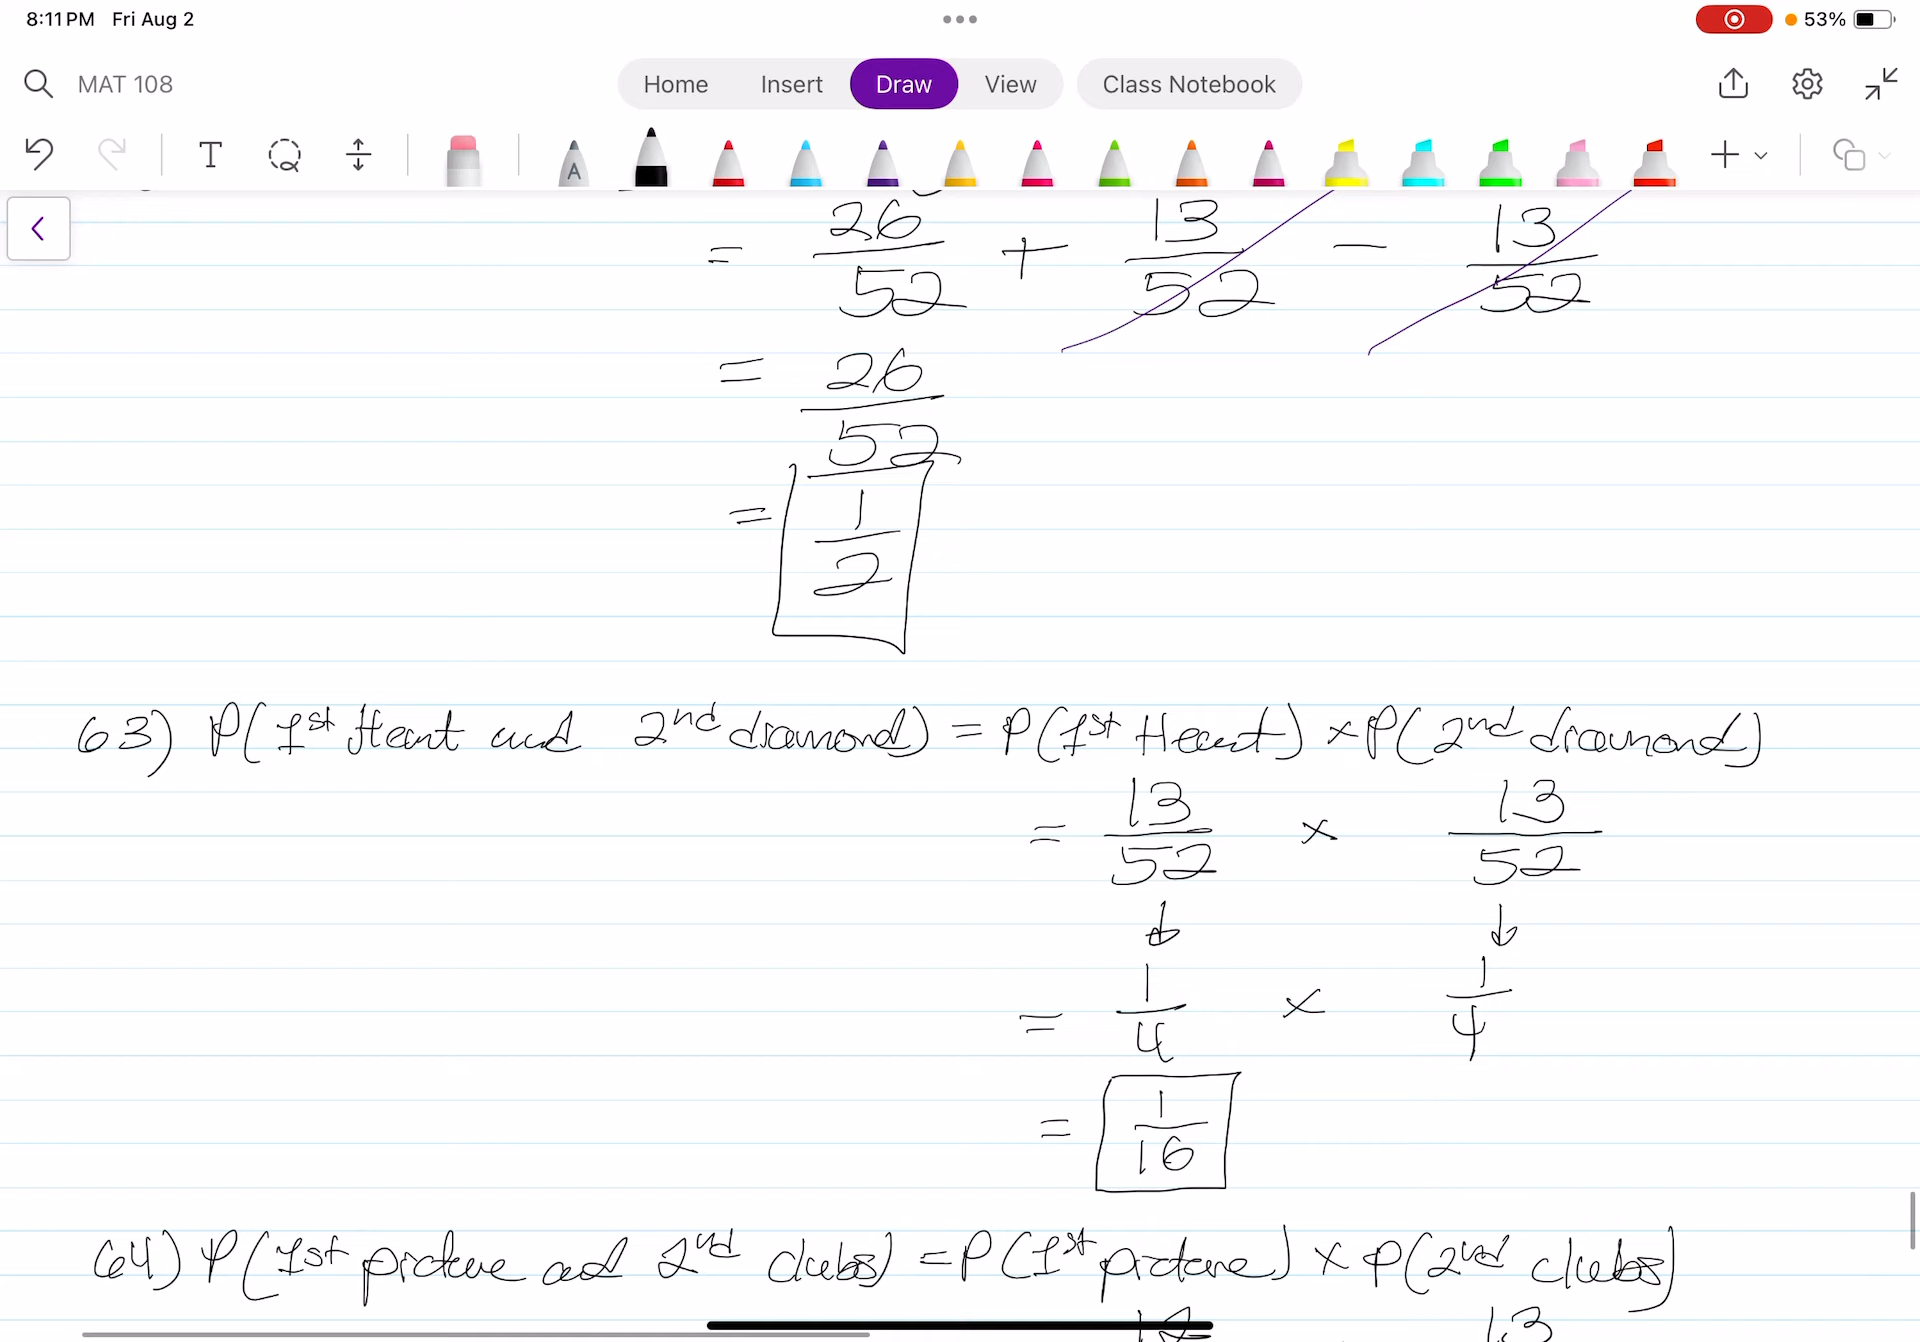 8:11 PM Fri Aug 2 53%
MAT 108 Home Insert Draw View Class Notebook
T A
= 26/52 + 13/52 - 13/52
= 26/52
= 1/2
63) P(1st Heart and 2nd diamond) = P(1st Heart) × P(2nd diamond)
= 13/52 × 13/52
↓ ↓
= 1/4 × 1/4
= 1/16
64) P(1st picture and 2nd clubs) = P(1st picture) × P(2nd clubs)
12 13